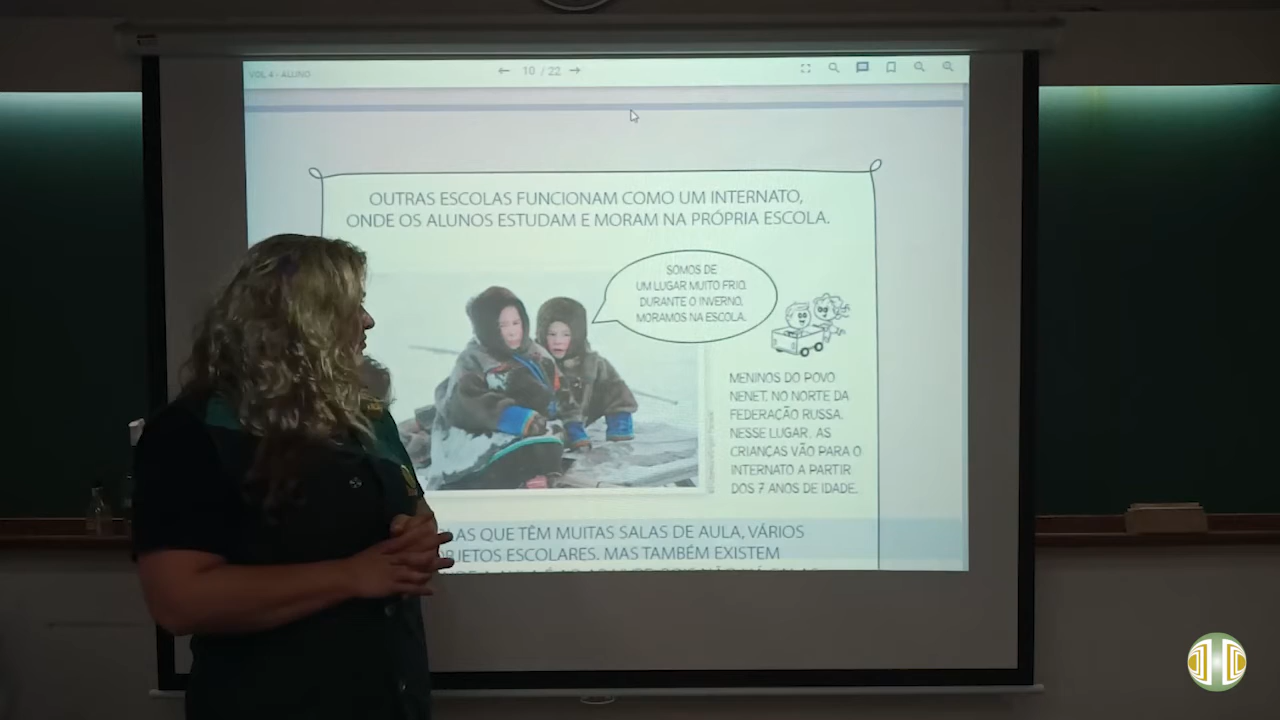 VOL 4 - ALUNO
10 / 22
OUTRAS ESCOLAS FUNCIONAM COMO UM INTERNATO,
ONDE OS ALUNOS ESTUDAM E MORAM NA PRÓPRIA ESCOLA.
SOMOS DE
UM LUGAR MUITO FRIO.
DURANTE O INVERNO,
MORAMOS NA ESCOLA.
MENINOS DO POVO
NENET, NO NORTE DA
FEDERAÇÃO RUSSA.
NESSE LUGAR, AS
CRIANÇAS VÃO PARA O
INTERNATO A PARTIR
DOS 7 ANOS DE IDADE.
QUE TÊM MUITAS SALAS DE AULA, VÁRIOS
ESCOLARES. MAS TAMBÉM EXISTEM